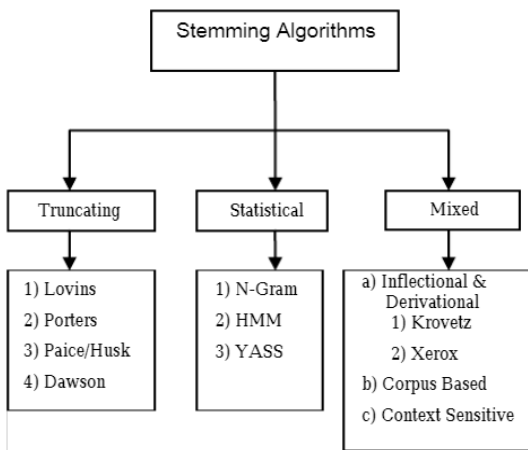 Stemming Algorithms
Truncating
Statistical
Mixed
1) Lovins
2) Porters
3) Paice/Husk
4) Dawson
1) N-Gram
2) HMM
3) YASS
a) Inflectional &
Derivational
1) Krovetz
2) Xerox
b) Corpus Based
c) Context Sensitive